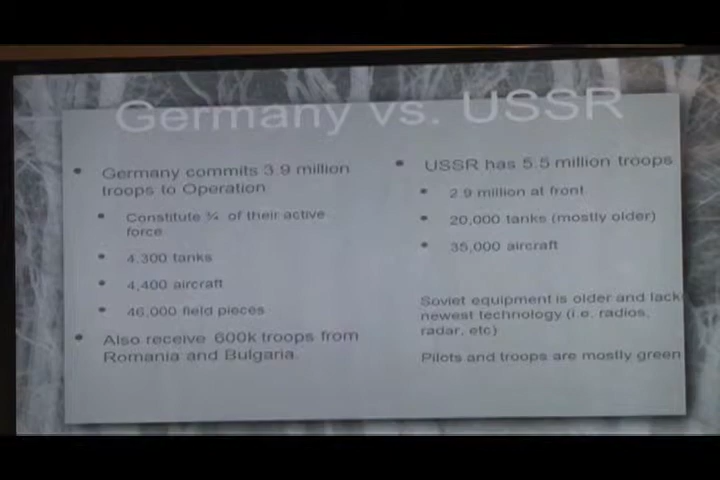 Germany vs. USSR
• Germany commits 3.9 million
troops to Operation
• Constitute ¾ of their active
force
• 4,300 tanks
• 4,400 aircraft
• 46,000 field pieces
• Also receive 600k troops from
Romania and Bulgaria
• USSR has 5.5 million troops
• 2.9 million at front
• 20,000 tanks (mostly older)
• 35,000 aircraft
Soviet equipment is older and lack
newest technology (i.e. radios,
radar, etc)
Pilots and troops are mostly green